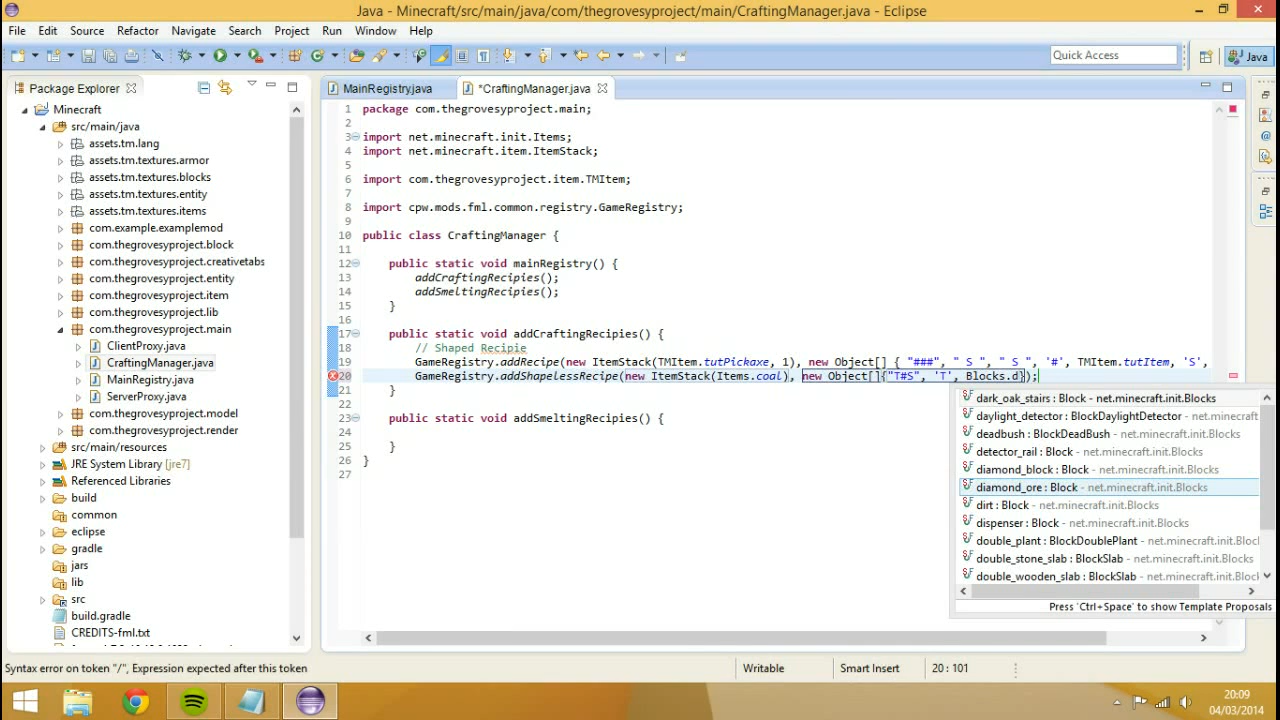 Java - Minecraft/src/main/java/com/thegrovesyproject/main/CraftingManager.java - Eclipse
File Edit Source Refactor Navigate Search Project Run Window Help
Quick Access
Java
Package Explorer
MainRegistry.java
*CraftingManager.java
Minecraft
src/main/java
assets.tm.lang
assets.tm.textures.armor
assets.tm.textures.blocks
assets.tm.textures.entity
assets.tm.textures.items
com.example.examplemod
com.thegrovesyproject.block
com.thegrovesyproject.creativetabs
com.thegrovesyproject.entity
com.thegrovesyproject.item
com.thegrovesyproject.lib
com.thegrovesyproject.main
ClientProxy.java
CraftingManager.java
MainRegistry.java
ServerProxy.java
com.thegrovesyproject.model
com.thegrovesyproject.render
src/main/resources
JRE System Library [jre7]
Referenced Libraries
build
common
eclipse
gradle
jars
lib
src
build.gradle
CREDITS-fml.txt
1 package com.thegrovesyproject.main;
2
3 import net.minecraft.init.Items;
4 import net.minecraft.item.ItemStack;
5
6 import com.thegrovesyproject.item.TMItem;
7
8 import cpw.mods.fml.common.registry.GameRegistry;
9
10 public class CraftingManager {
11
12 public static void mainRegistry() {
13 addCraftingRecipies();
14 addSmeltingRecipies();
15 }
16
17 public static void addCraftingRecipies() {
18 // Shaped Recipie
19 GameRegistry.addRecipe(new ItemStack(TMItem.tutPickaxe, 1), new Object[] { "###", " S ", " S ", '#', TMItem.tutItem, 'S',
20 GameRegistry.addShapelessRecipe(new ItemStack(Items.coal), new Object[]{"T#S", 'T', Blocks.d});
21 }
22
23 public static void addSmeltingRecipies() {
24
25 }
26 }
27
dark_oak_stairs : Block - net.minecraft.init.Blocks
daylight_detector : BlockDaylightDetector - net.minecraft
deadbush : BlockDeadBush - net.minecraft.init.Blocks
detector_rail : Block - net.minecraft.init.Blocks
diamond_block : Block - net.minecraft.init.Blocks
diamond_ore : Block - net.minecraft.init.Blocks
dirt : Block - net.minecraft.init.Blocks
dispenser : Block - net.minecraft.init.Blocks
double_plant : BlockDoublePlant - net.minecraft.init.Bloc
double_stone_slab : BlockSlab - net.minecraft.init.Blocks
double_wooden_slab : BlockSlab - net.minecraft.init.Bloc
Press 'Ctrl+Space' to show Template Proposals
Syntax error on token "/", Expression expected after this token
Writable
Smart Insert
20 : 101
20:09
04/03/2014